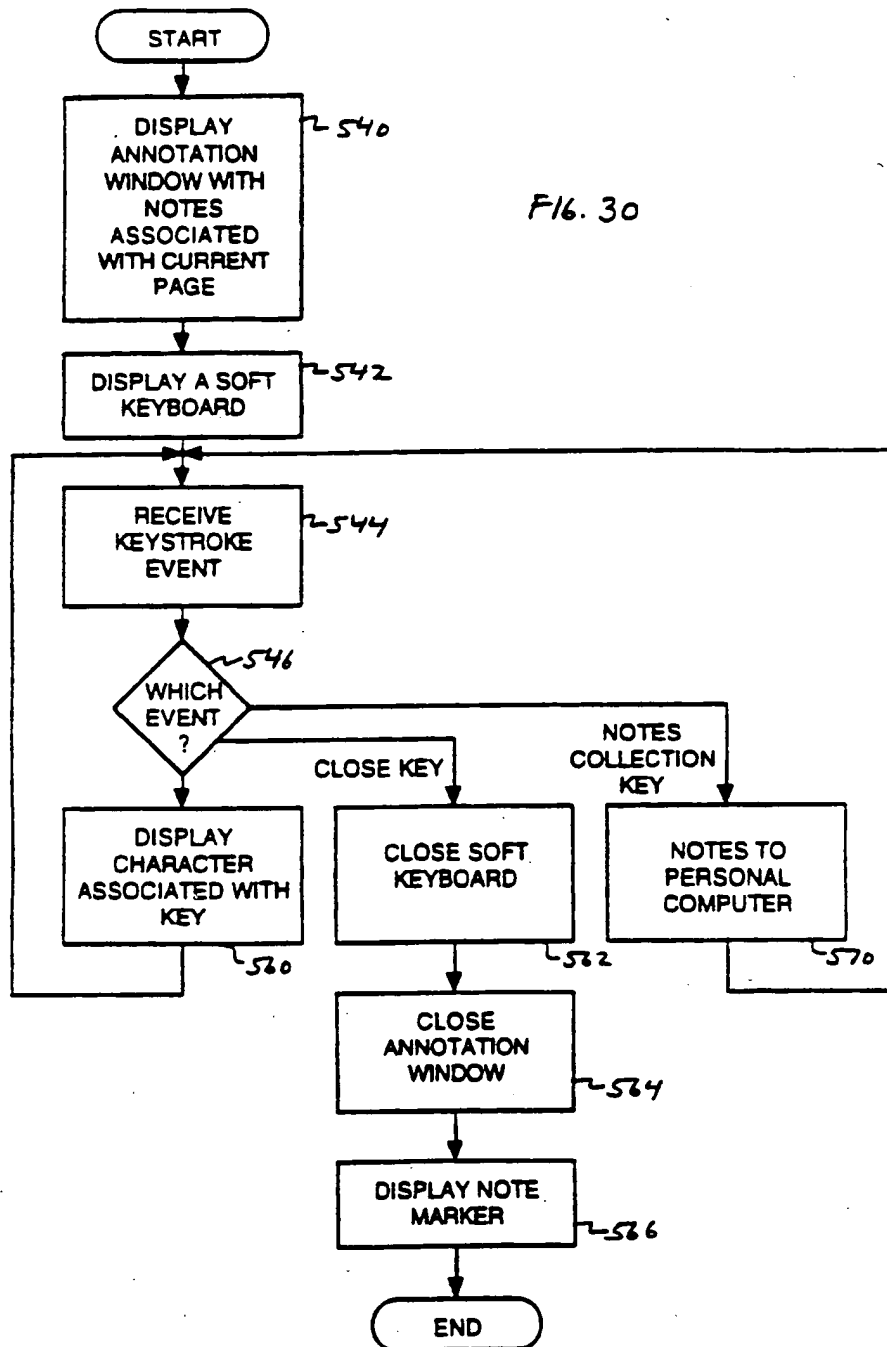 START
DISPLAY
ANNOTATION
WINDOW WITH
NOTES
ASSOCIATED
WITH CURRENT
PAGE
540
FIG. 30
DISPLAY A SOFT
KEYBOARD
542
RECEIVE
KEYSTROKE
EVENT
544
WHICH
EVENT
?
546
CLOSE KEY
NOTES
COLLECTION
KEY
DISPLAY
CHARACTER
ASSOCIATED WITH
KEY
560
CLOSE SOFT
KEYBOARD
562
NOTES TO
PERSONAL
COMPUTER
570
CLOSE
ANNOTATION
WINDOW
564
DISPLAY NOTE
MARKER
566
END